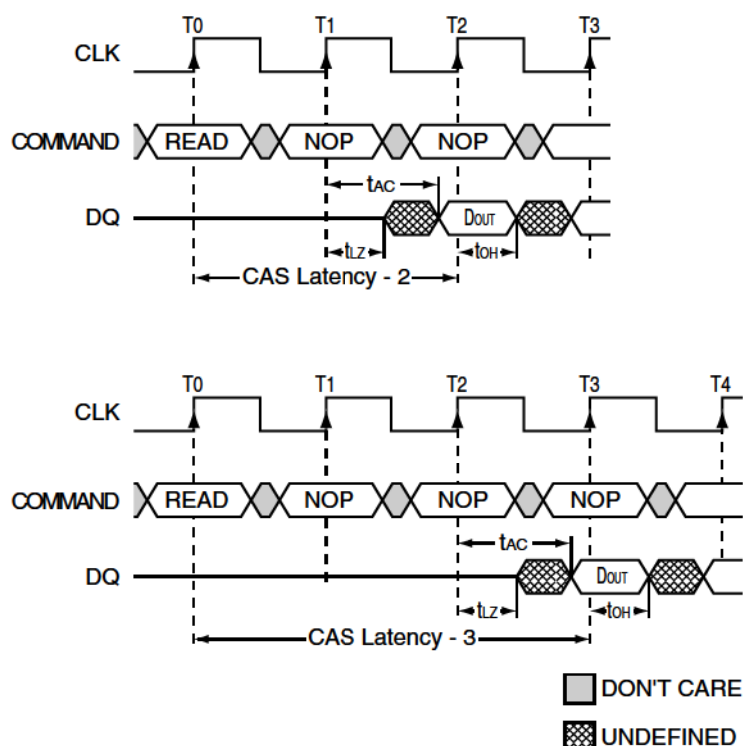 T0 T1 T2 T3
CLK
COMMAND READ NOP NOP
tAC
DQ DOUT
tLZ tOH
CAS Latency - 2
T0 T1 T2 T3 T4
CLK
COMMAND READ NOP NOP NOP
tAC
DQ DOUT
tLZ tOH
CAS Latency - 3
DON'T CARE
UNDEFINED